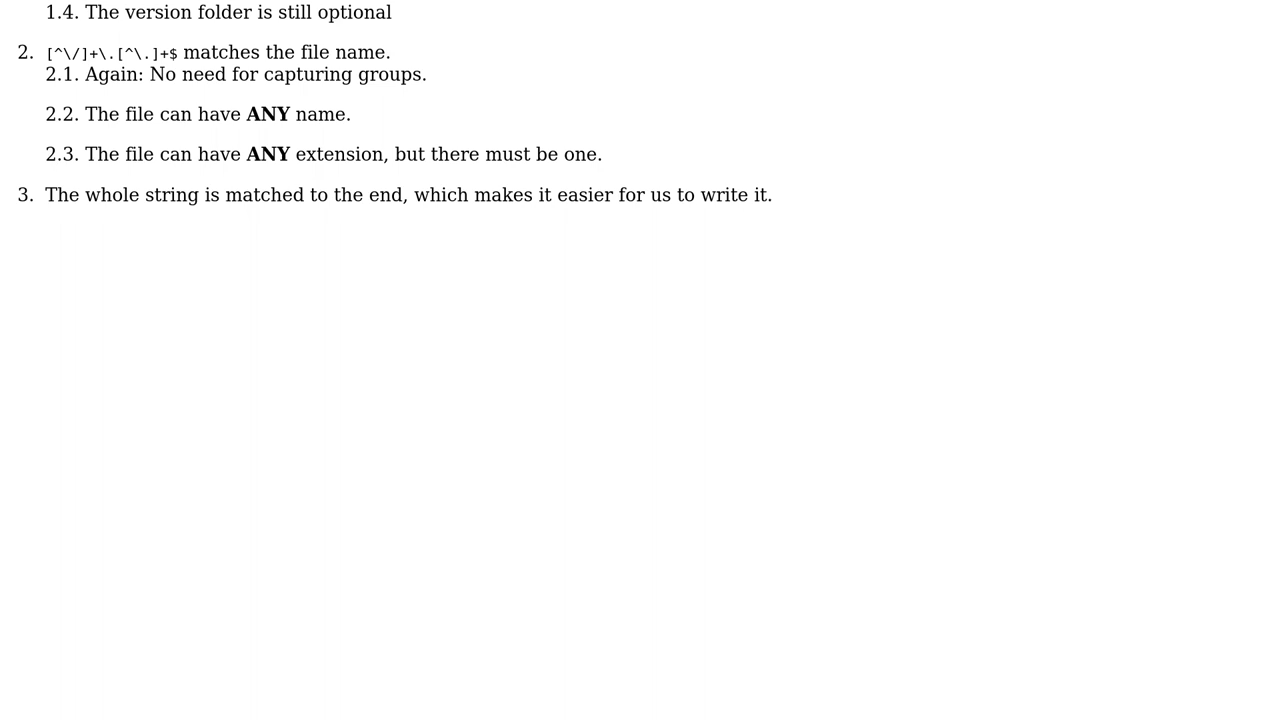 1.4. The version folder is still optional
2. [^\/]+\.[^\.]+$ matches the file name.
2.1. Again: No need for capturing groups.
2.2. The file can have ANY name.
2.3. The file can have ANY extension, but there must be one.
3. The whole string is matched to the end, which makes it easier for us to write it.